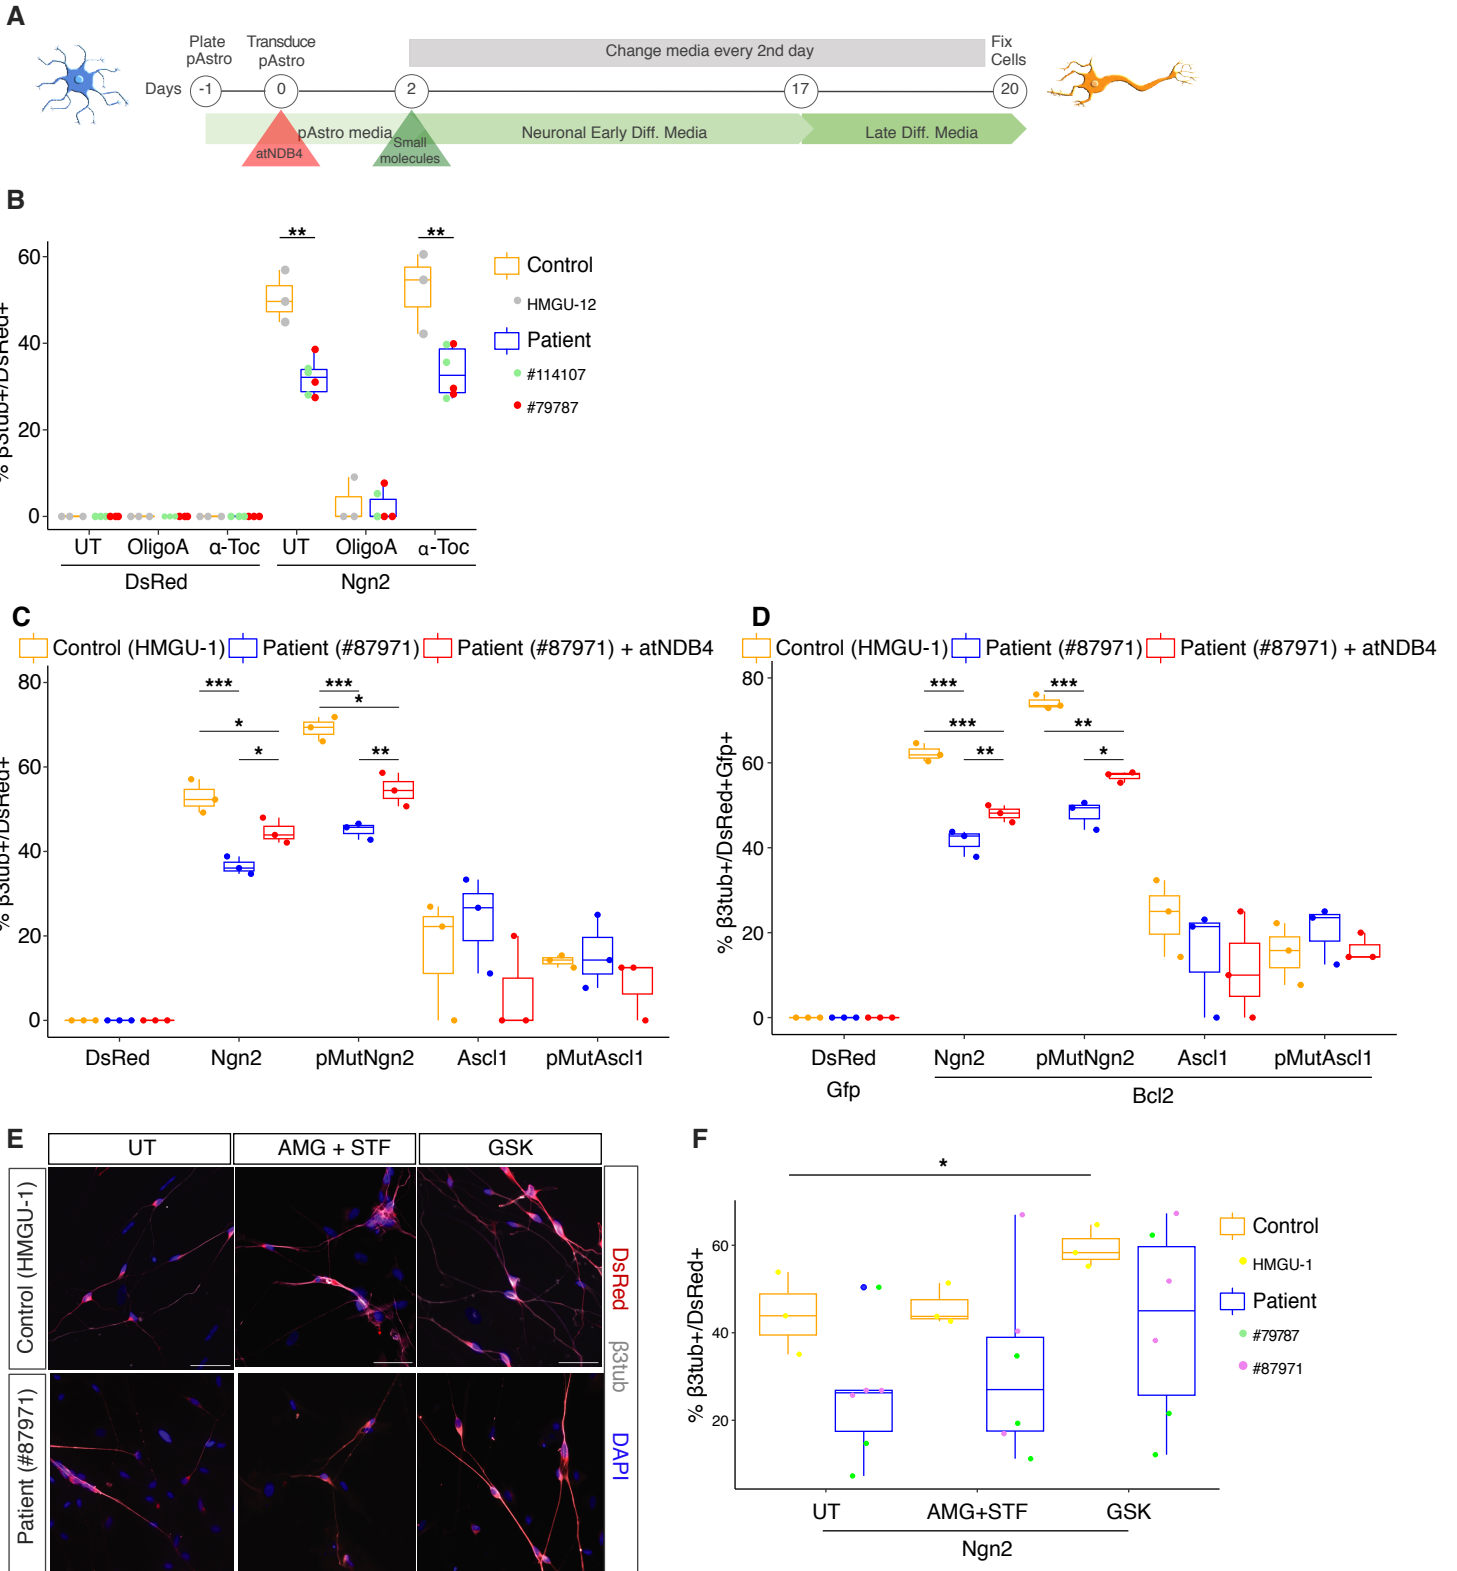 A
Plate
pAstro
Transduce
pAstro
Change media every 2nd day
Fix
Cells
Days
-1
0
2
17
20
pAstro media
Neuronal Early Diff. Media
Late Diff. Media
atNDB4
Small
molecules
B
% β3tub+/DsRed+
60
40
20
0
**
**
Control
HMGU-12
Patient
#114107
#79787
UT
OligoA
α-Toc
UT
OligoA
α-Toc
DsRed
Ngn2
C
Control (HMGU-1)
Patient (#87971)
Patient (#87971) + atNDB4
% β3tub+/DsRed+
80
60
40
20
0
***
*
*
***
*
**
DsRed
Ngn2
pMutNgn2
Ascl1
pMutAscl1
D
Control (HMGU-1)
Patient (#87971)
Patient (#87971) + atNDB4
% β3tub+/DsRed+Gfp+
80
60
40
20
0
***
***
**
***
**
*
DsRed
Gfp
Ngn2
pMutNgn2
Ascl1
pMutAscl1
Bcl2
E
UT
AMG + STF
GSK
Control (HMGU-1)
Patient (#87971)
DsRed
β3tub
DAPI
F
% β3tub+/DsRed+
60
40
20
*
Control
HMGU-1
Patient
#79787
#87971
UT
AMG+STF
GSK
Ngn2